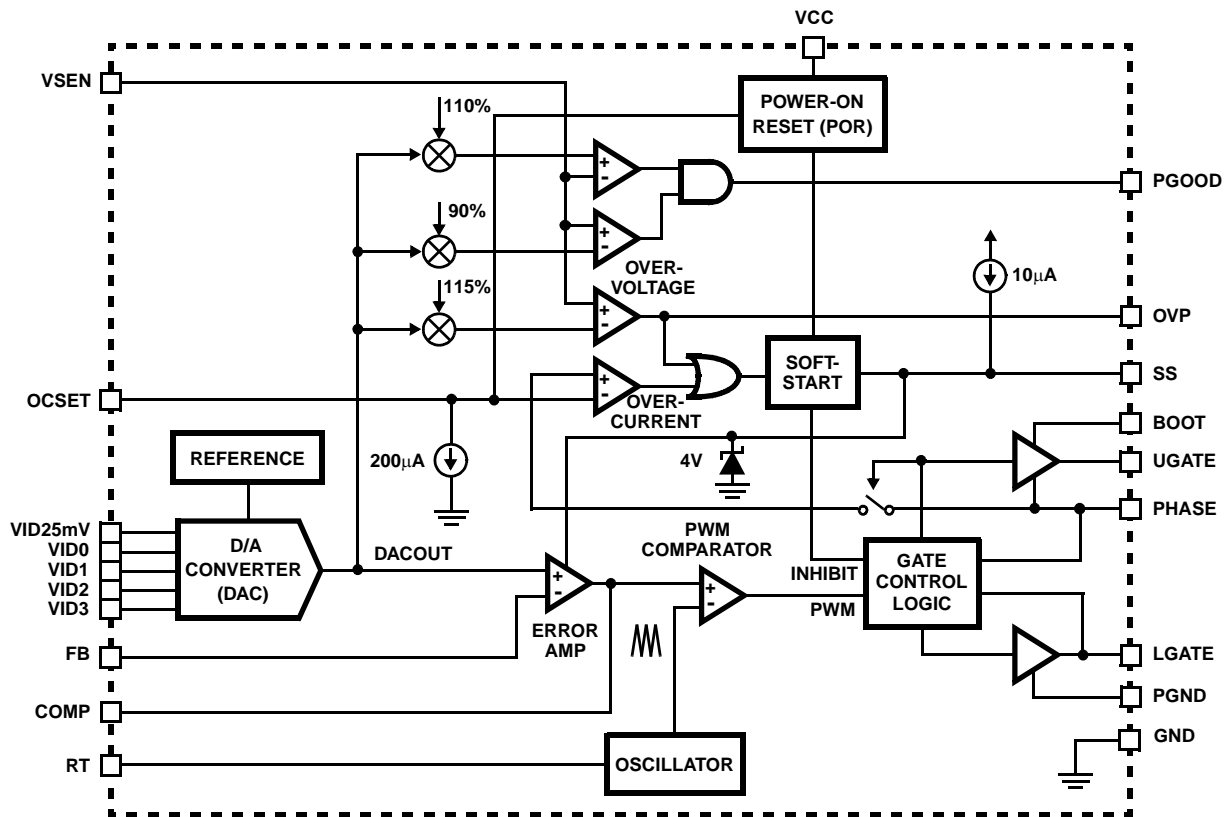 VCC
VSEN
POWER-ON
RESET (POR)
110%
PGOOD
90%
OVER-
VOLTAGE
10µA
115%
OVP
SOFT-
START
SS
OCSET
OVER-
CURRENT
BOOT
REFERENCE
200µA
4V
UGATE
PHASE
VID25mV
VID0
VID1
VID2
VID3
D/A
CONVERTER
(DAC)
DACOUT
PWM
COMPARATOR
INHIBIT
PWM
GATE
CONTROL
LOGIC
ERROR
AMP
FB
LGATE
PGND
COMP
GND
RT
OSCILLATOR
+
-
+
-
+
-
+
-
+
-
+
-